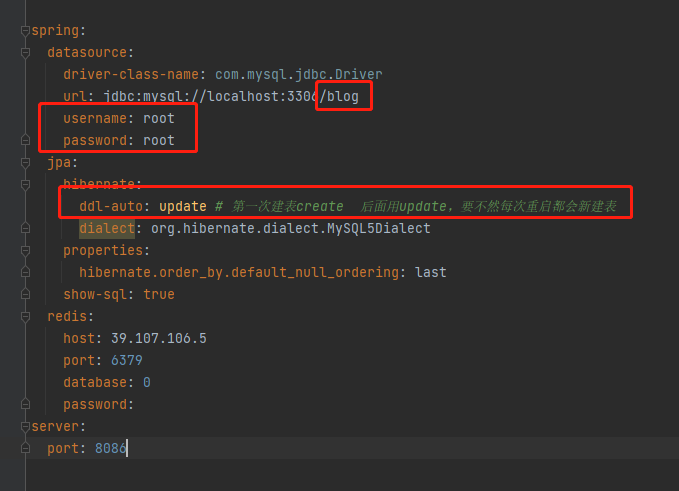 spring:
datasource:
driver-class-name: com.mysql.jdbc.Driver
url: jdbc:mysql://localhost:3306/blog
username: root
password: root
jpa:
hibernate:
ddl-auto: update # 第一次建表create 后面用update，要不然每次重启都会新建表
dialect: org.hibernate.dialect.MySQL5Dialect
properties:
hibernate.order_by.default_null_ordering: last
show-sql: true
redis:
host: 39.107.106.5
port: 6379
database: 0
password:
server:
port: 8086